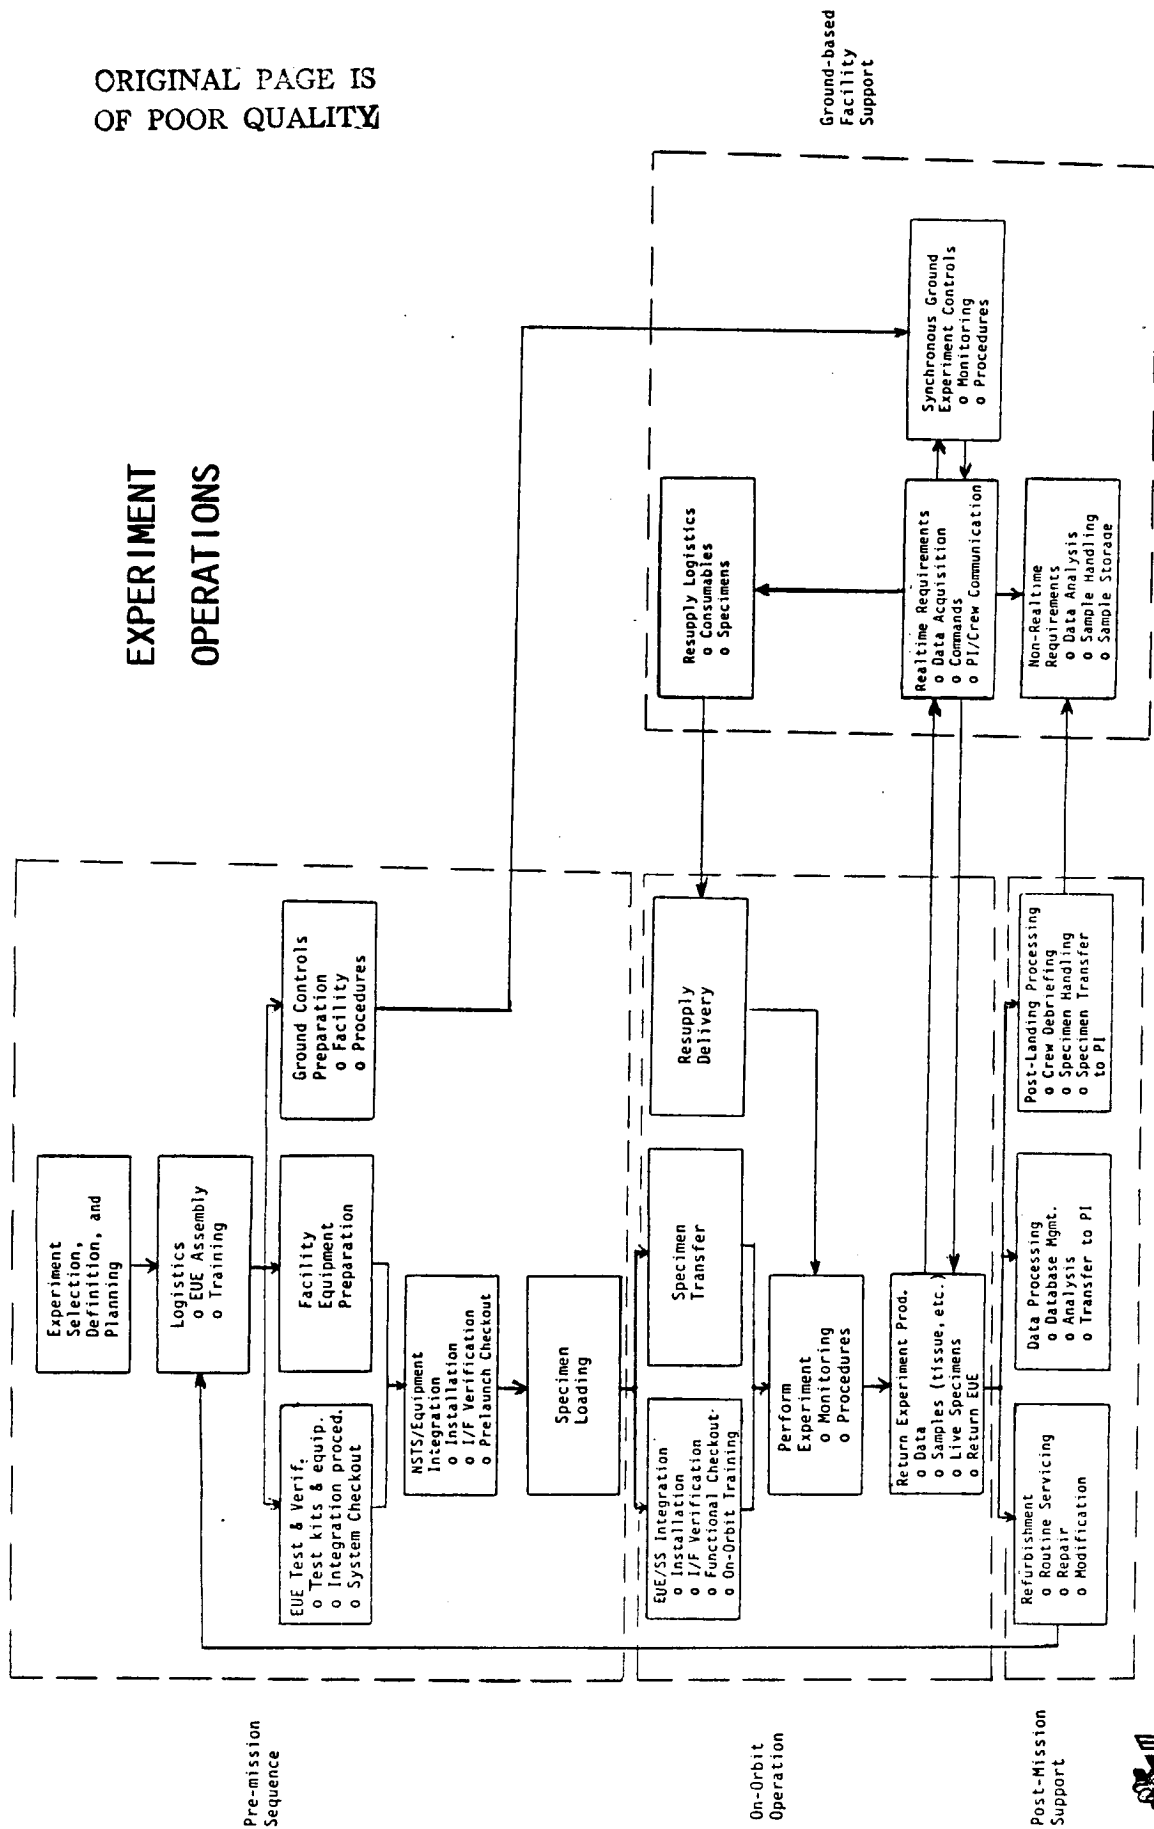 ORIGINAL PAGE IS
OF POOR QUALITY
EXPERIMENT
OPERATIONS
Pre-mission
Sequence
Experiment
Selection,
Definition, and
Planning
Logistics
o EUE Assembly
o Training
EUE Test & Verif.
o Test kits & equip.
o Integration proced.
o System Checkout
Facility
Equipment
Preparation
Ground Controls
Preparation
o Facility
o Procedures
NSTS/Equipment
Integration
o Installation
o I/F Verification
o Prelaunch Checkout
Specimen
Loading
On-Orbit
Operation
EUE/SS Integration
o Installation
o I/F Verification
o Functional Checkout
o On-Orbit Training
Specimen
Transfer
Resupply
Delivery
Perform
Experiment
o Monitoring
o Procedures
Return Experiment Prod.
o Data
o Samples (tissue, etc.)
o Live Specimens
o Return EUE
Post-Mission
Support
Refurbishment
o Routine Servicing
o Repair
o Modification
Data Processing
o Database Mgmt.
o Analysis
o Transfer to PI
Post-Landing Processing
o Crew Debriefing
o Specimen Handling
o Specimen Transfer
to PI
Ground-based
Facility
Support
Resupply Logistics
o Consumables
o Specimens
Realtime Requirements
o Data Acquisition
o Commands
o PI/Crew Communication
Synchronous Ground
Experiment Controls
o Monitoring
o Procedures
Non-Realtime
Requirements
o Data Analysis
o Sample Handling
o Sample Storage